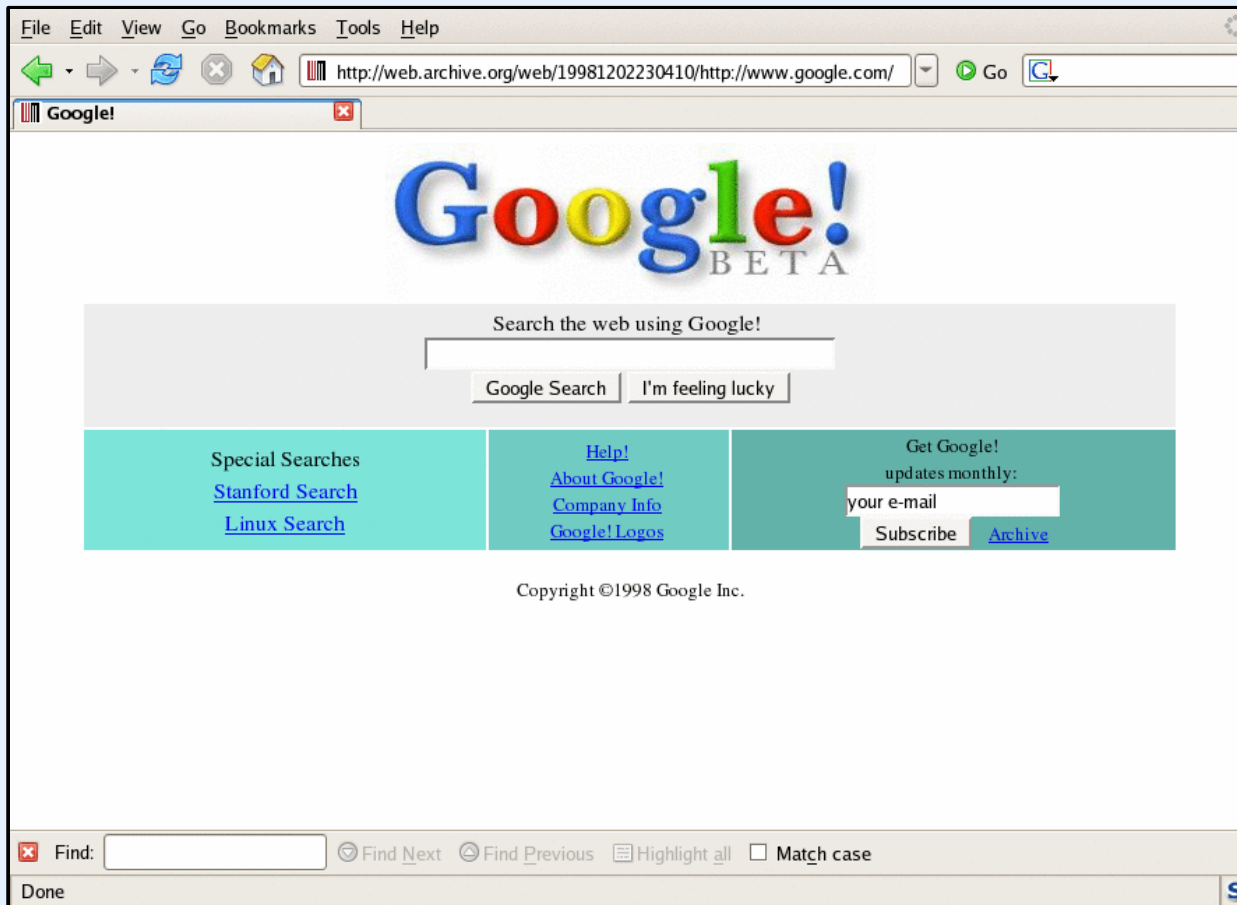 File Edit View Go Bookmarks Tools Help
http://web.archive.org/web/19981202230410/http://www.google.com/ Go G
Google!
Google!
BETA
Search the web using Google!
Google Search I'm feeling lucky
Special Searches
Stanford Search
Linux Search
Help!
About Google!
Company Info
Google! Logos
Get Google!
updates monthly:
your e-mail
Subscribe Archive
Copyright ©1998 Google Inc.
Find: Find Next Find Previous Highlight all Match case
Done